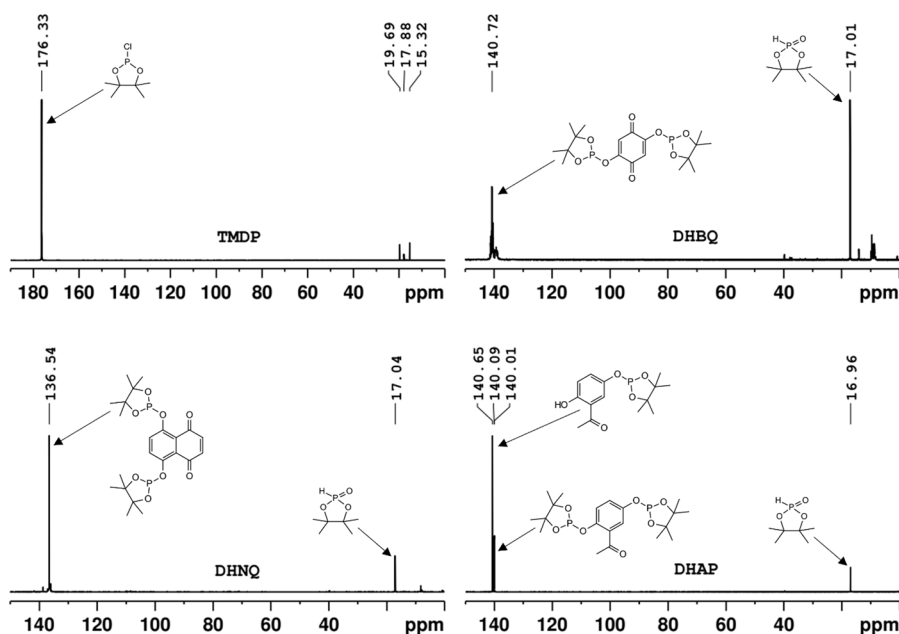 176.33
19.69
17.88
15.32
Cl
P
O O
TMDP
180 160 140 120 100 80 60 40 ppm
140.72
17.01
H P O
O O
O
O P O
O
O P O
O
O
DHBQ
140 120 100 80 60 40 ppm
136.54
17.04
O
O P
O O
O
O P O
O
H P O
O O
DHNQ
140 120 100 80 60 40 20 ppm
140.65
140.09
140.01
16.96
O P O
O
HO
O
O
O P O
O P O
O
O
H P O
O O
DHAP
140 120 100 80 60 40 20 ppm